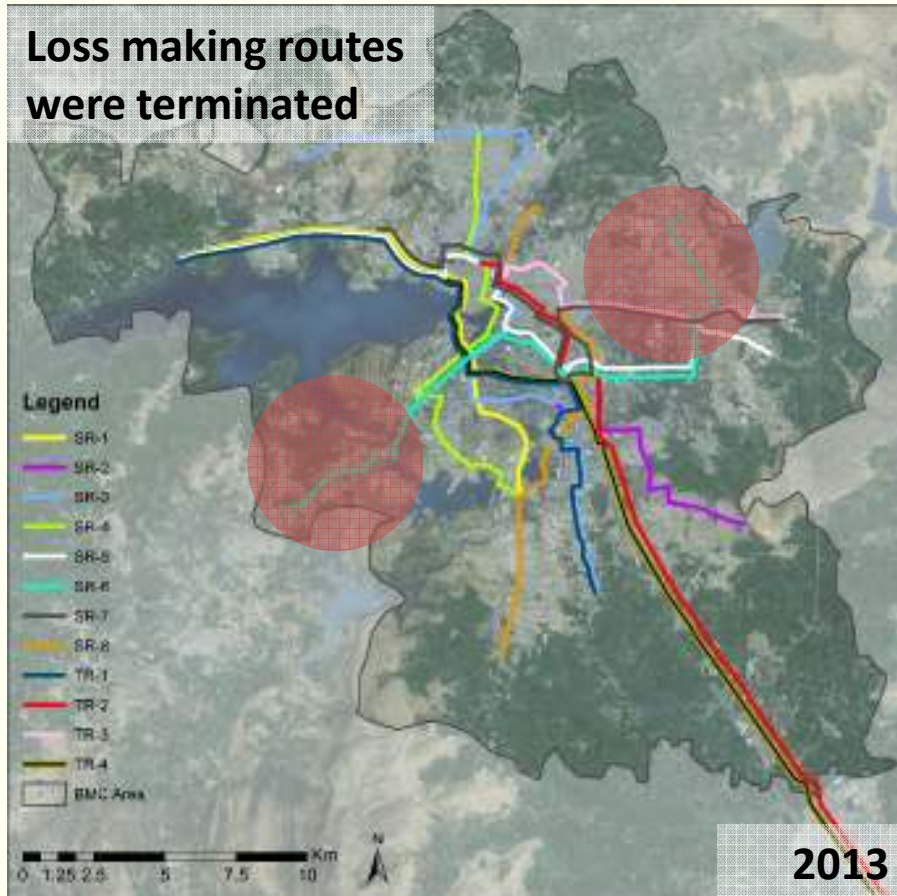 Loss making routes
were terminated
Legend
SR-1
SR-2
SR-3
SR-4
SR-5
SR-6
SR-7
SR-8
TR-1
TR-2
TR-3
TR-4
BMC Area
N
Km
0 1.25 2.5 5 7.5 10
2013